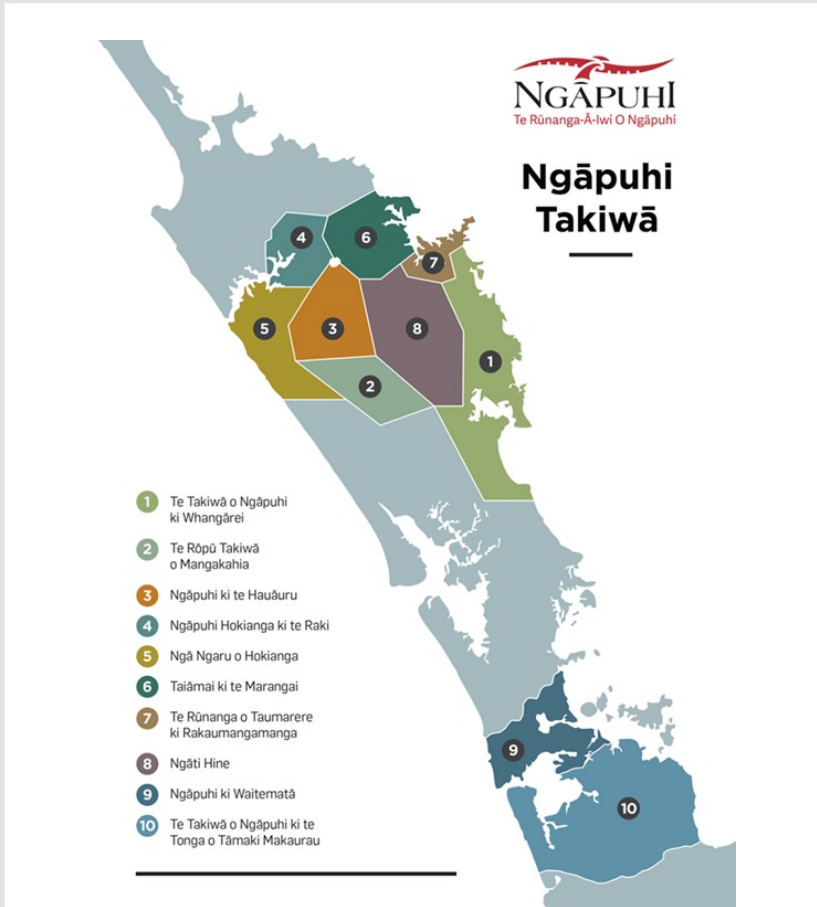 NGĀPUHI
Te Rūnanga-Ā-Iwi O Ngāpuhi
Ngāpuhi
Takiwā
4
6
7
5
3
8
1
2
1 Te Takiwā o Ngāpuhi
ki Whangārei
2 Te Rōpū Takiwā
o Mangakahia
3 Ngāpuhi ki te Hauāuru
4 Ngāpuhi Hokianga ki te Raki
5 Ngā Ngaru o Hokianga
6 Taiāmai ki te Marangai
7 Te Rūnanga o Taumarere
ki Rakaumangamanga
8 Ngāti Hine
9 Ngāpuhi ki Waitematā
10 Te Takiwā o Ngāpuhi ki te
Tonga o Tāmaki Makaurau
9
10